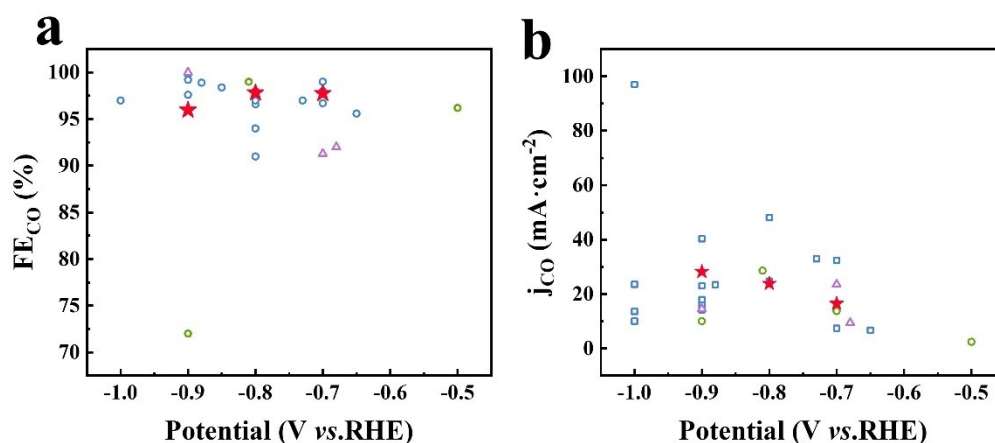 a
FE_CO (%)
100
95
90
85
80
75
70
-1.0 -0.9 -0.8 -0.7 -0.6 -0.5
Potential (V vs.RHE)
b
j_CO (mA·cm⁻²)
100
80
60
40
20
0
-1.0 -0.9 -0.8 -0.7 -0.6 -0.5
Potential (V vs.RHE)